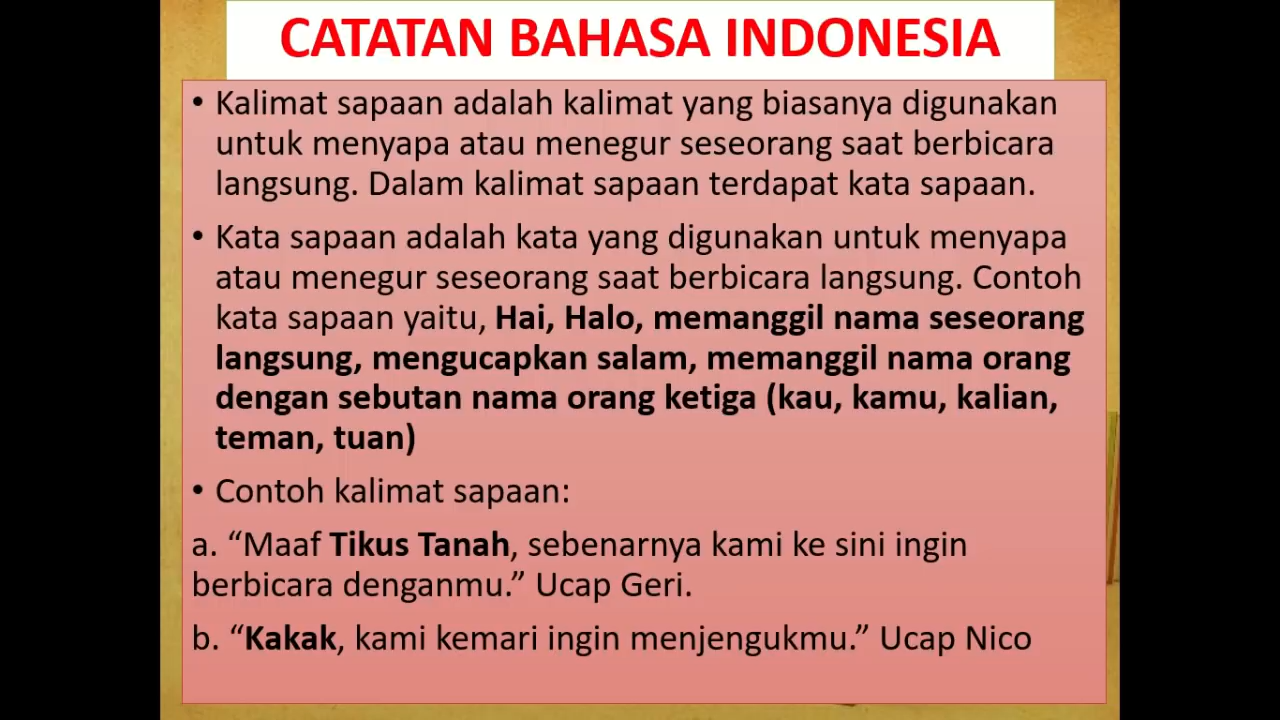 CATATAN BAHASA INDONESIA
• Kalimat sapaan adalah kalimat yang biasanya digunakan
untuk menyapa atau menegur seseorang saat berbicara
langsung. Dalam kalimat sapaan terdapat kata sapaan.
• Kata sapaan adalah kata yang digunakan untuk menyapa
atau menegur seseorang saat berbicara langsung. Contoh
kata sapaan yaitu, Hai, Halo, memanggil nama seseorang
langsung, mengucapkan salam, memanggil nama orang
dengan sebutan nama orang ketiga (kau, kamu, kalian,
teman, tuan)
• Contoh kalimat sapaan:
a. “Maaf Tikus Tanah, sebenarnya kami ke sini ingin
berbicara denganmu.” Ucap Geri.
b. “Kakak, kami kemari ingin menjengukmu.” Ucap Nico